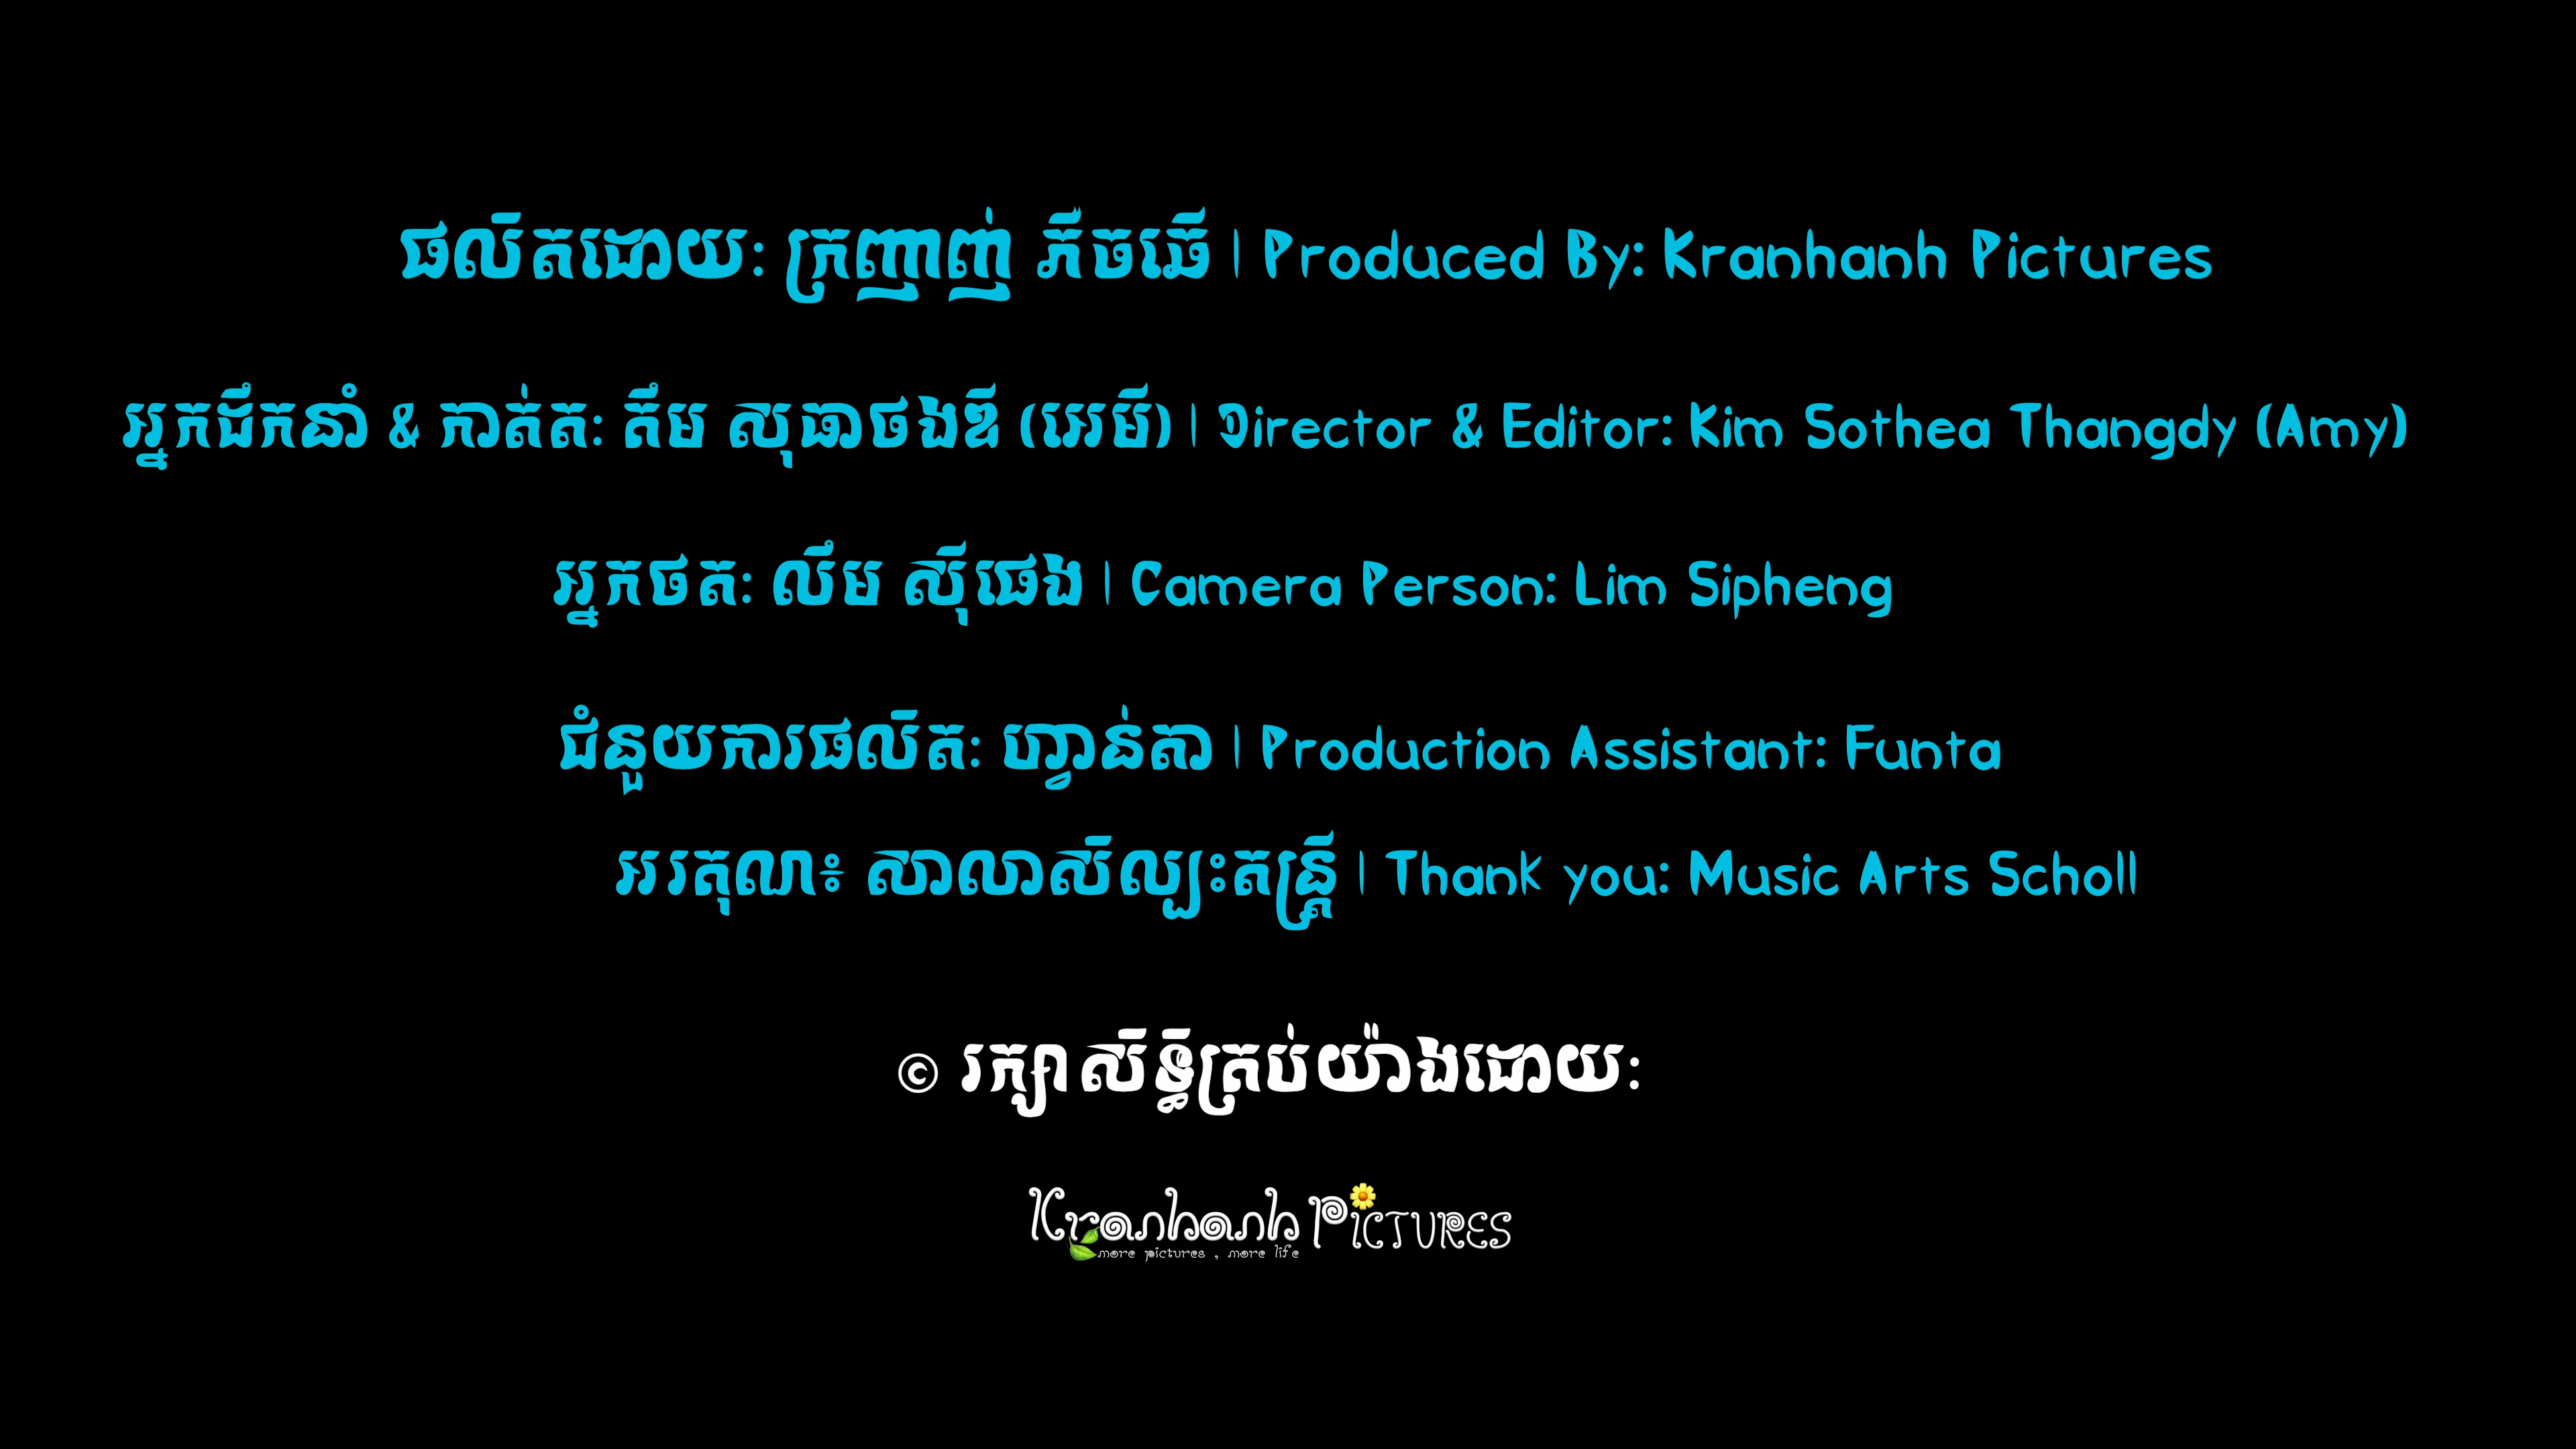 ផលិតដោយ: ក្រញាញ់ ភីចឆើ | Produced By: Kranhanh Pictures
អ្នកដឹកនាំ & កាត់ត: គឹម សុធាថងឌី (អេមី) | Director & Editor: Kim Sothea Thangdy (Amy)
អ្នកថត: លឹម ស៊ីផេង | Camera Person: Lim Sipheng
ជំនួយការផលិត: ហ្វាន់តា | Production Assistant: Funta
អរគុណ៖ សាលាសិល្បៈតន្ត្រី | Thank you: Music Arts Scholl
© រក្សាសិទ្ធិគ្រប់យ៉ាងដោយ:
Kranhanh Pictures
more pictures , more life